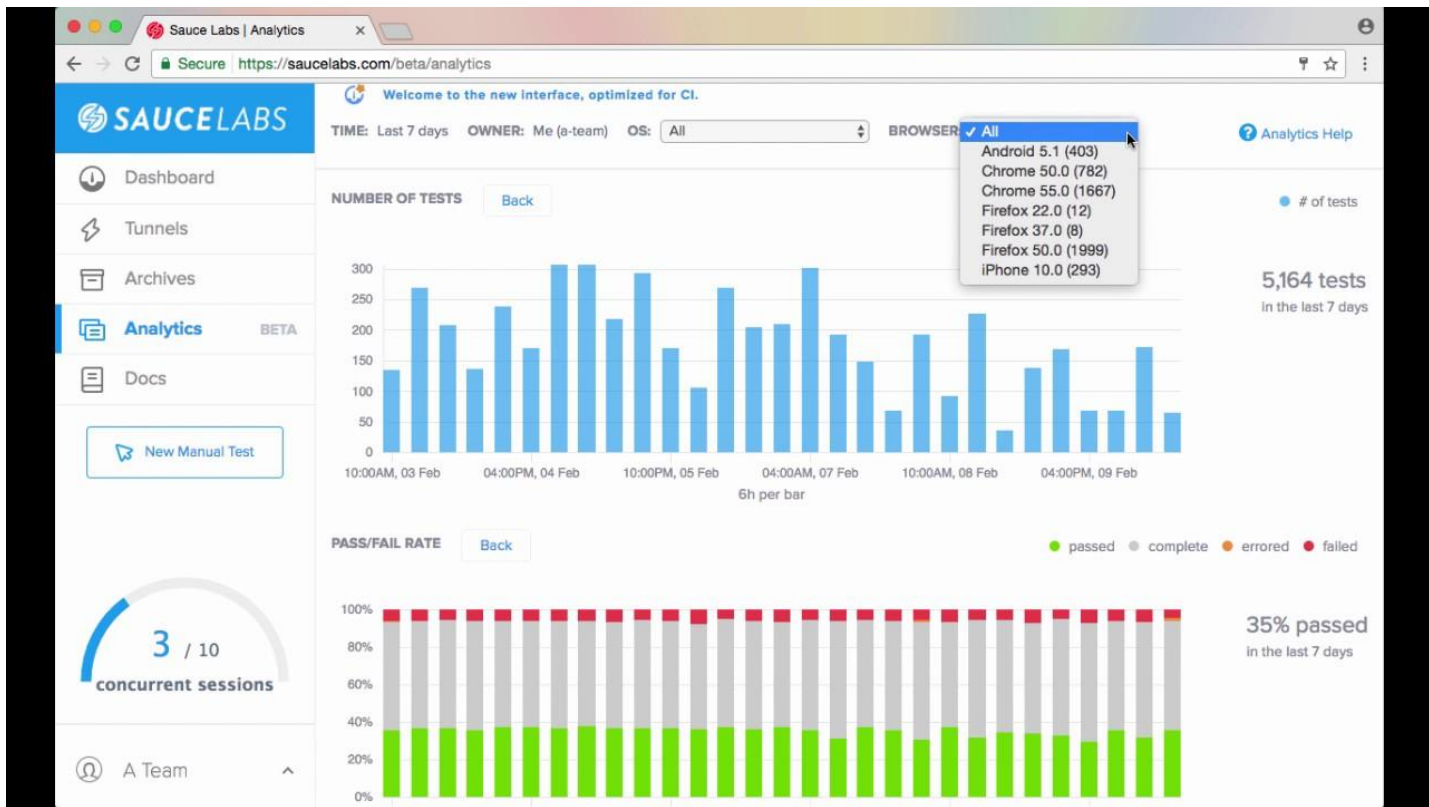 Sauce Labs | Analytics
Secure https://saucelabs.com/beta/analytics
SAUCELABS
Welcome to the new interface, optimized for CI.
TIME: Last 7 days OWNER: Me (a-team) OS: All BROWSER: ✓ All
Analytics Help
Android 5.1 (403)
Chrome 50.0 (782)
Chrome 55.0 (1667)
Firefox 22.0 (12)
Firefox 37.0 (8)
Firefox 50.0 (1999)
iPhone 10.0 (293)
Dashboard
Tunnels
Archives
Analytics BETA
Docs
New Manual Test
3 / 10
concurrent sessions
A Team
NUMBER OF TESTS Back
# of tests
300
250
200
150
100
50
0
10:00AM, 03 Feb 04:00PM, 04 Feb 10:00PM, 05 Feb 04:00AM, 07 Feb 10:00AM, 08 Feb 04:00PM, 09 Feb
6h per bar
5,164 tests
in the last 7 days
PASS/FAIL RATE Back
passed complete errored failed
100%
80%
60%
40%
20%
0%
35% passed
in the last 7 days